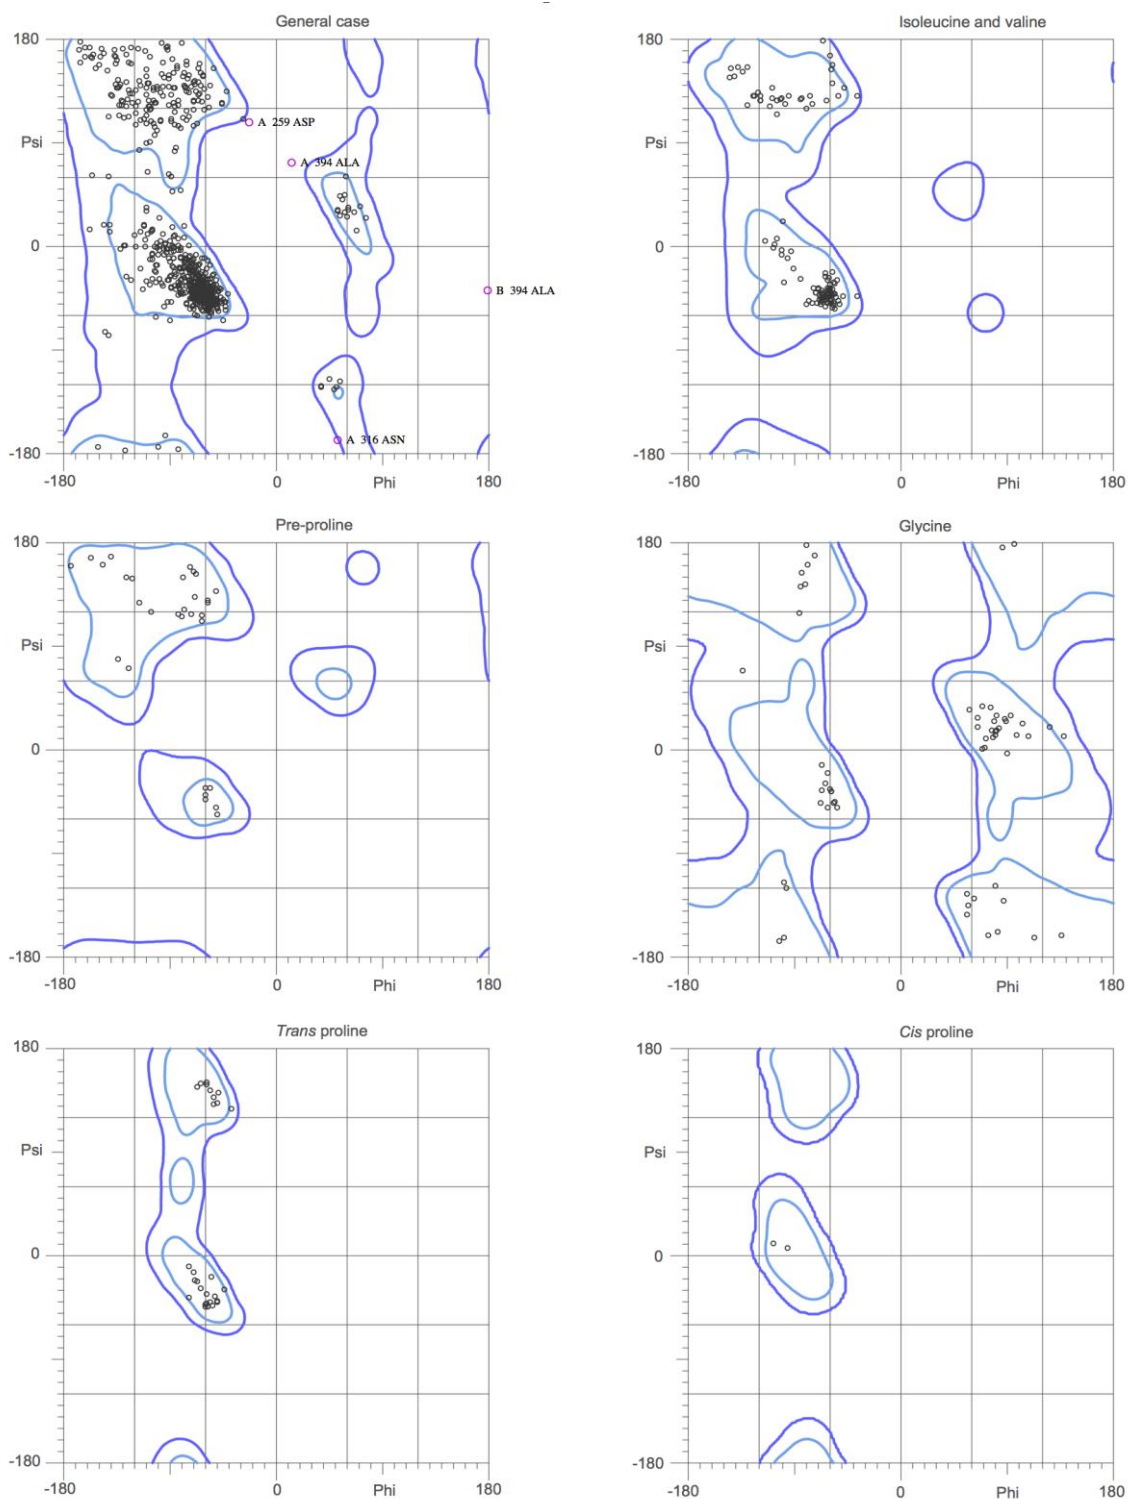 General case
180
Psi
0
-180
-180
0
Phi
180
A 259 ASP
A 394 ALA
B 394 ALA
A 316 ASN
Isoleucine and valine
180
Psi
0
-180
-180
0
Phi
180
Pre-proline
180
Psi
0
-180
-180
0
Phi
180
Glycine
180
Psi
0
-180
-180
0
Phi
180
Trans proline
180
Psi
0
-180
-180
0
Phi
180
Cis proline
180
Psi
0
-180
-180
0
Phi
180